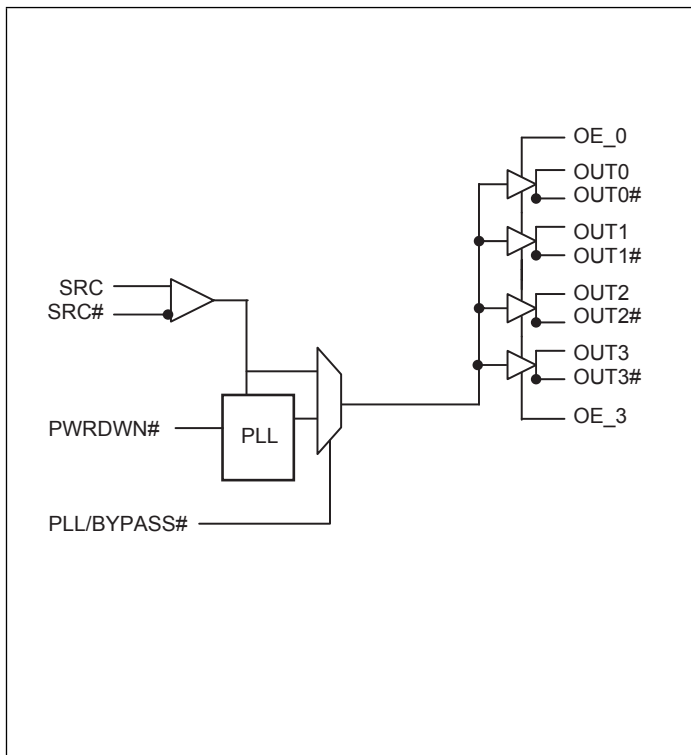 SRC
SRC#
PWRDWN#
PLL
PLL/BYPASS#
OE_0
OUT0
OUT0#
OUT1
OUT1#
OUT2
OUT2#
OUT3
OUT3#
OE_3